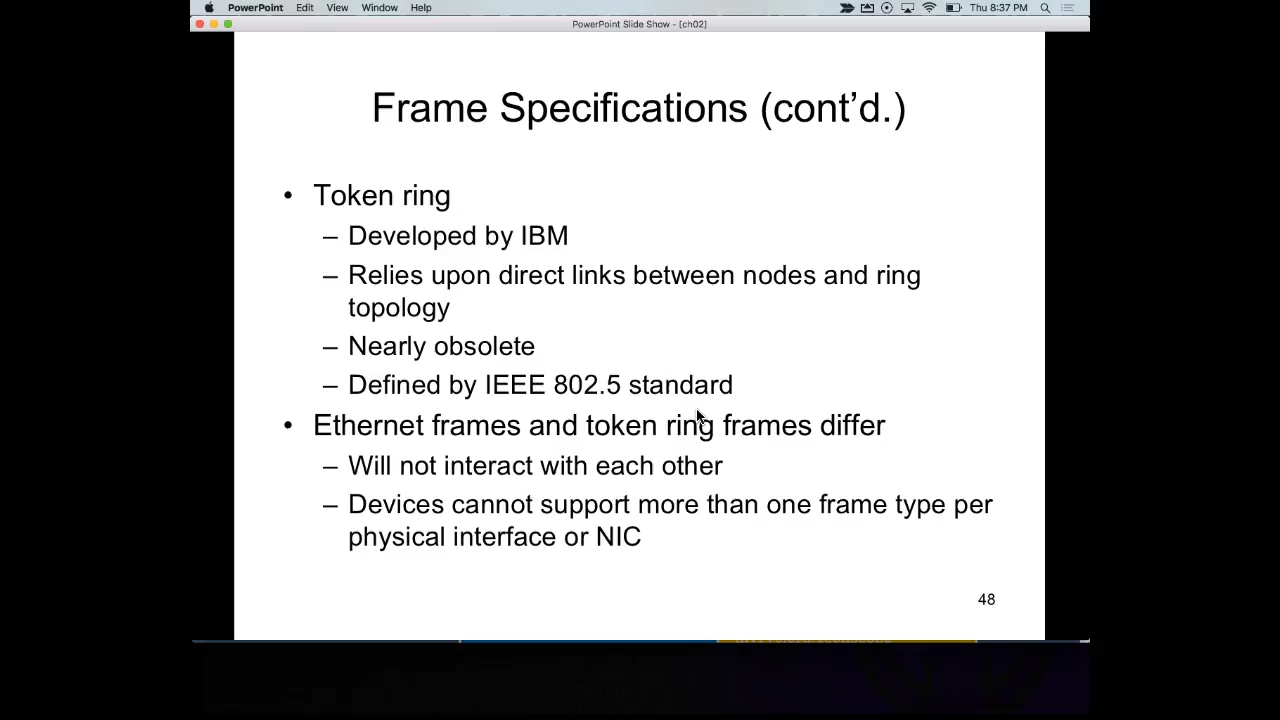 PowerPoint Edit View Window Help Thu 8:37 PM
PowerPoint Slide Show - [ch02]
Frame Specifications (cont’d.)
• Token ring
– Developed by IBM
– Relies upon direct links between nodes and ring
topology
– Nearly obsolete
– Defined by IEEE 802.5 standard
• Ethernet frames and token ring frames differ
– Will not interact with each other
– Devices cannot support more than one frame type per
physical interface or NIC
48